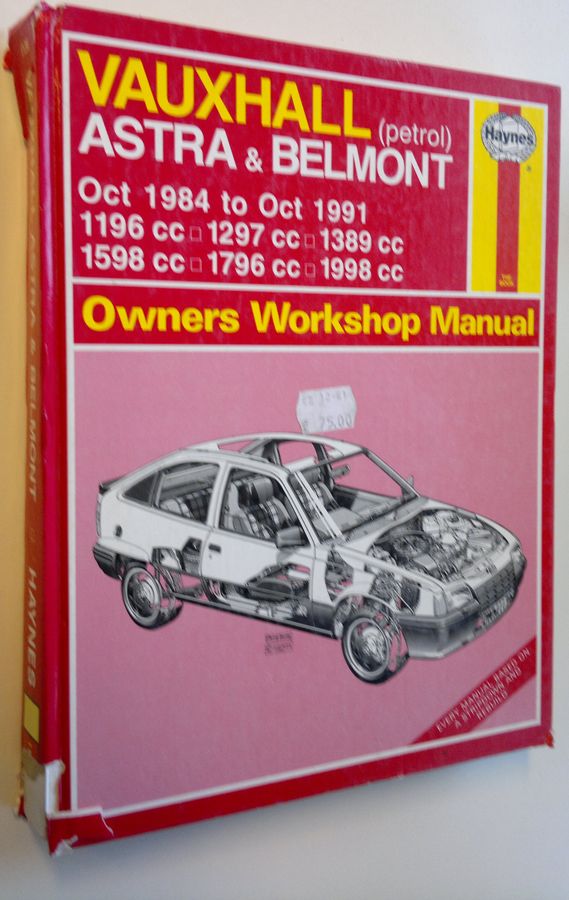 VAUXHALL (petrol)
ASTRA & BELMONT
Oct 1984 to Oct 1991
1196 cc □ 1297 cc □ 1389 cc
1598 cc □ 1796 cc □ 1998 cc
Haynes
Owners Workshop Manual
75.00
EVERY MANUAL BASED ON
A STRIPDOWN AND
REBUILD
ASTRA & BELMONT
HAYNES